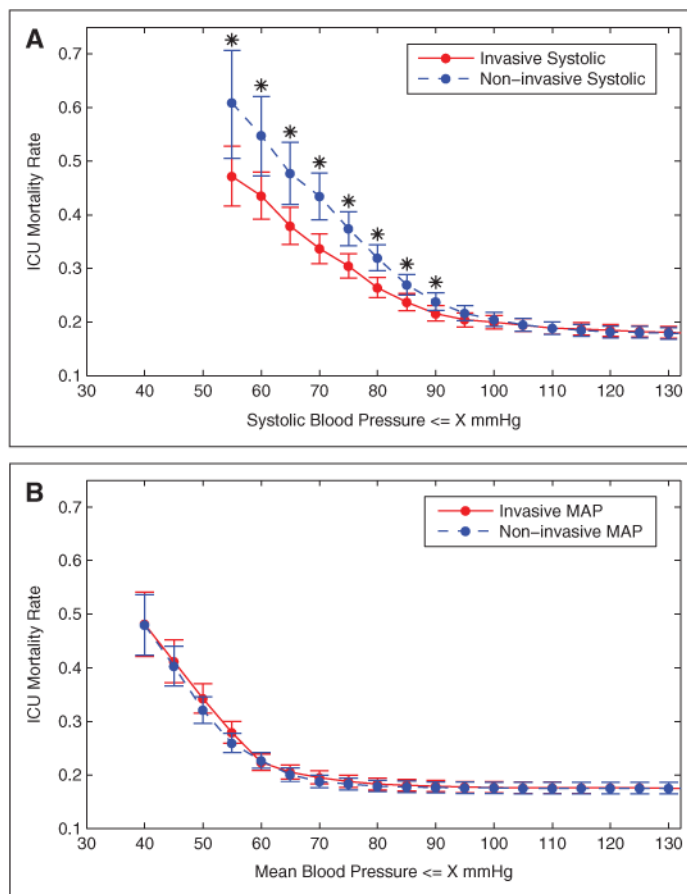 A
0.7
0.6
0.5
0.4
0.3
0.2
0.1
ICU Mortality Rate
* * * * * * * *
Invasive Systolic
Non−invasive Systolic
30 40 50 60 70 80 90 100 110 120 130
Systolic Blood Pressure <= X mmHg
B
0.7
0.6
0.5
0.4
0.3
0.2
0.1
ICU Mortality Rate
Invasive MAP
Non−invasive MAP
30 40 50 60 70 80 90 100 110 120 130
Mean Blood Pressure <= X mmHg